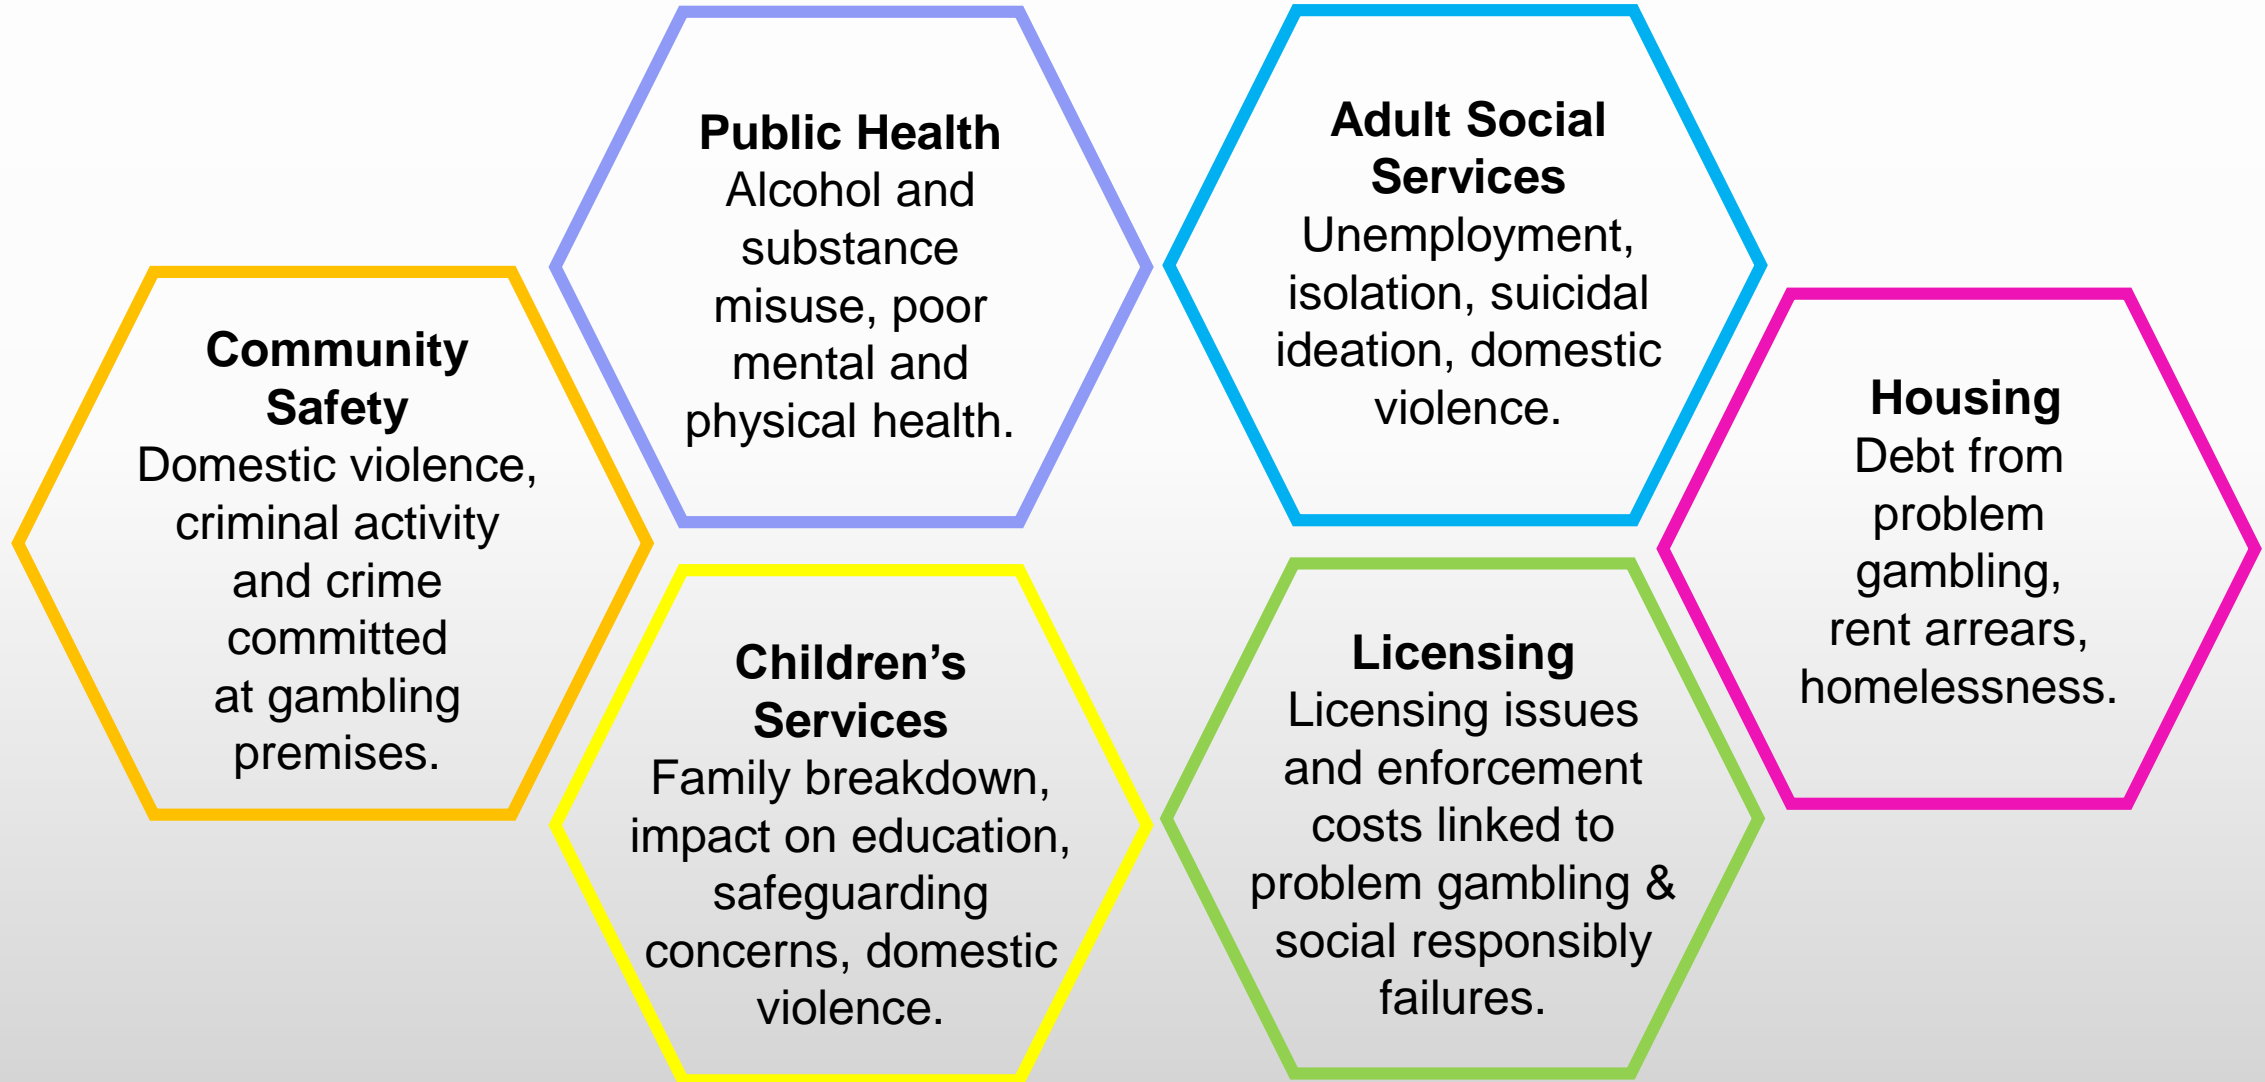 Community
Safety
Domestic violence,
criminal activity
and crime
committed
at gambling
premises.
Public Health
Alcohol and
substance
misuse, poor
mental and
physical health.
Children’s
Services
Family breakdown,
impact on education,
safeguarding
concerns, domestic
violence.
Adult Social
Services
Unemployment,
isolation, suicidal
ideation, domestic
violence.
Licensing
Licensing issues
and enforcement
costs linked to
problem gambling &
social responsibly
failures.
Housing
Debt from
problem
gambling,
rent arrears,
homelessness.